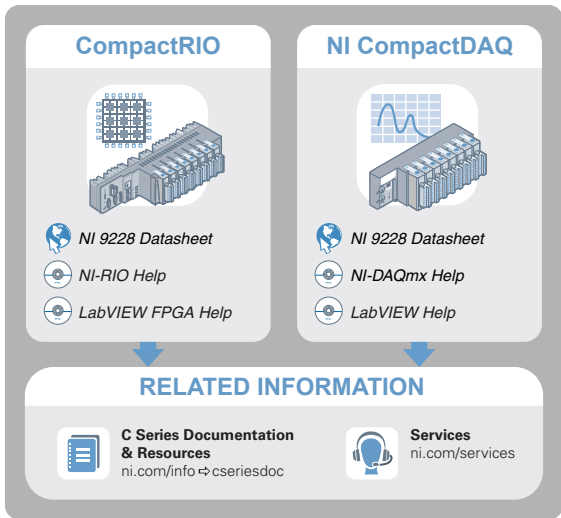 CompactRIO
NI 9228 Datasheet
NI-RIO Help
LabVIEW FPGA Help
NI CompactDAQ
NI 9228 Datasheet
NI-DAQmx Help
LabVIEW Help
RELATED INFORMATION
C Series Documentation
& Resources
ni.com/info ⇨ cseriesdoc
Services
ni.com/services